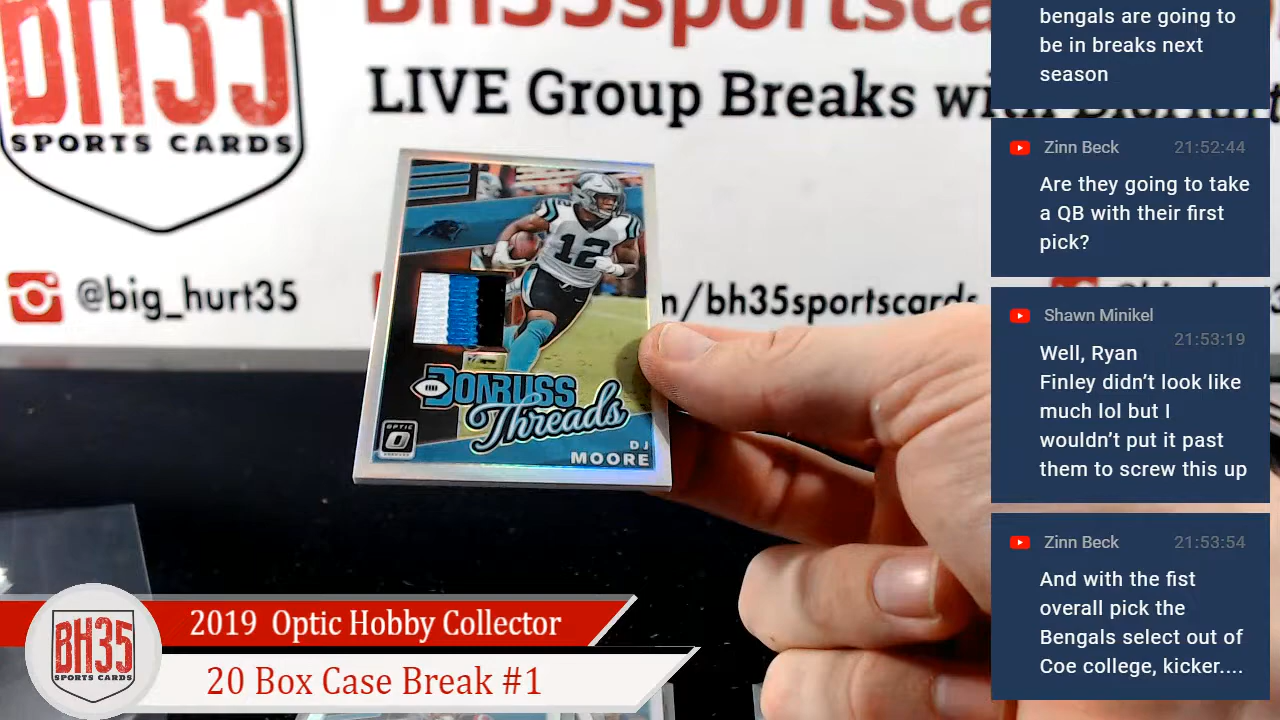 BH35
SPORTS CARDS
BH35sportscar
LIVE Group Breaks wi
@big_hurt35
m/bh35sportscards
12
DONRUSS
Threads
OPTIC
DJ
MOORE
2019 Optic Hobby Collector
20 Box Case Break #1
BH35
SPORTS CARDS
bengals are going to
be in breaks next
season
Zinn Beck 21:52:44
Are they going to take
a QB with their first
pick?
Shawn Minikel
21:53:19
Well, Ryan
Finley didn’t look like
much lol but I
wouldn’t put it past
them to screw this up
Zinn Beck 21:53:54
And with the fist
overall pick the
Bengals select out of
Coe college, kicker....